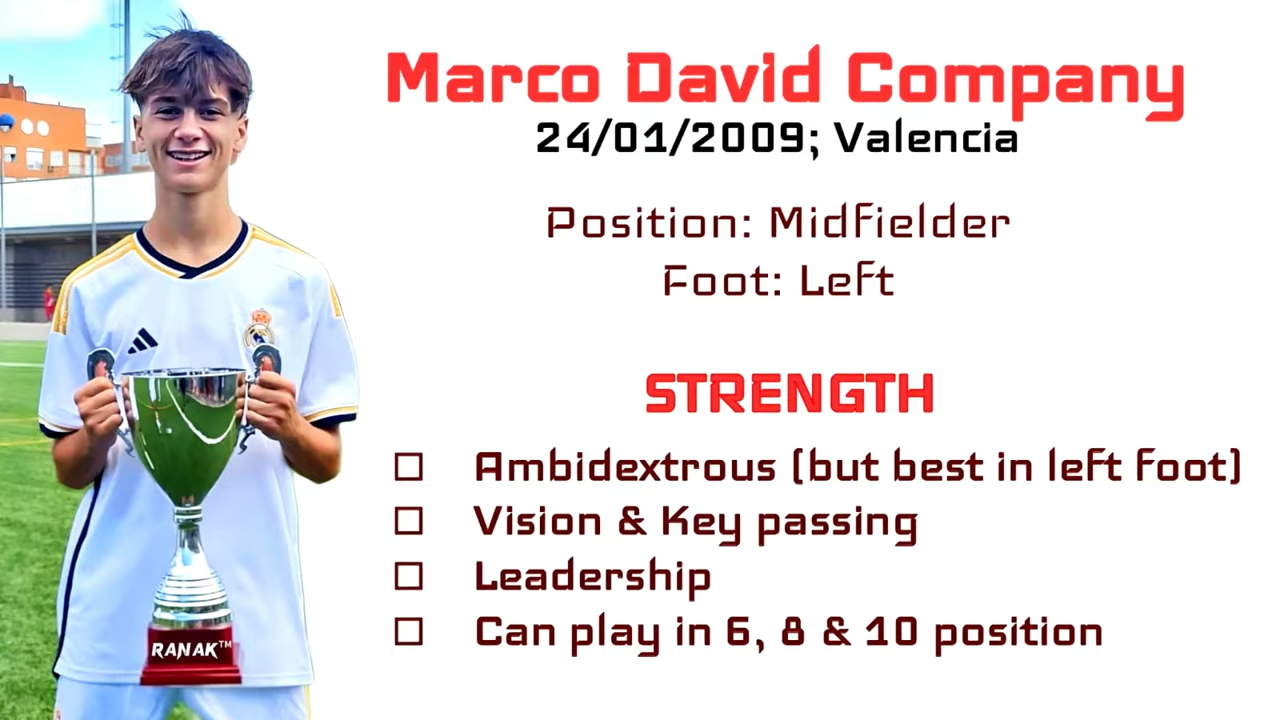 Marco David Company
24/01/2009; Valencia
Position: Midfielder
Foot: Left
STRENGTH
Ambidextrous (but best in left foot)
Vision & Key passing
Leadership
Can play in 6, 8 & 10 position
RANAK™